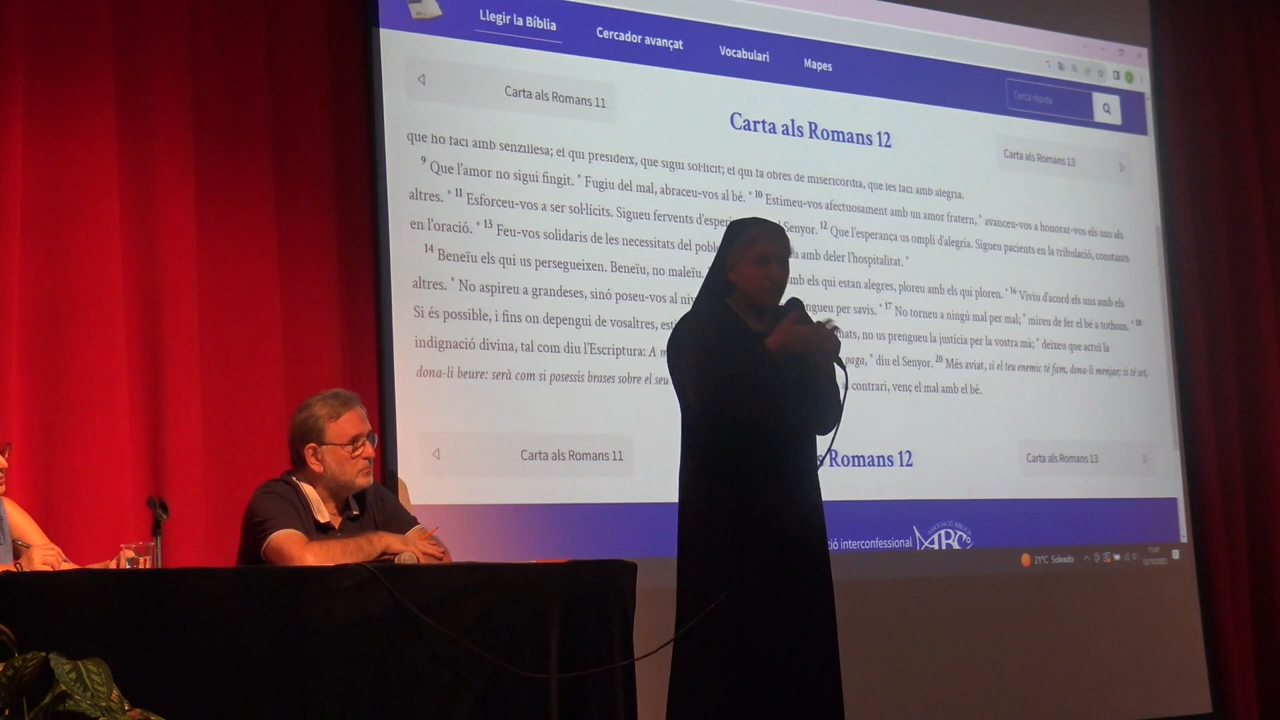 Llegir la Bíblia
Cercador avançat
Vocabulari
Mapes
Cerca ràpida
Carta als Romans 11
Carta als Romans 12
Carta als Romans 13
que ho faci amb senzillesa; el qui presideix, que sigui sol·lícit; el qui fa obres de misericòrdia, que les faci amb alegria.
9 Que l'amor no sigui fingit. * Fugiu del mal, abraceu-vos al bé. * 10 Estimeu-vos afectuosament amb un amor fratern, * avanceu-vos a honorar-vos els uns als
altres. * 11 Esforceu-vos a ser sol·lícits. Sigueu fervents d'esperi Senyor. 12 Que l'esperança us ompli d'alegria. Sigueu pacients en la tribulació, constants
en l'oració. * 13 Feu-vos solidaris de les necessitats del pobl u amb deler l'hospitalitat. *
14 Beneïu els qui us persegueixen. Beneïu, no maleïu. mb els qui estan alegres, ploreu amb els qui ploren. * 16 Viviu d'acord els uns amb els
altres. * No aspireu a grandeses, sinó poseu-vos al niv ngueu per savis. * 17 No torneu a ningú mal per mal; * mireu de fer el bé a tothom. * 18
Si és possible, i fins on depengui de vosaltres, esti mats, no us prengueu la justícia per la vostra mà; * deixeu que actuï la
indignació divina, tal com diu l'Escriptura: A m paga, * diu el Senyor. 20 Més aviat, si el teu enemic té fam, dona-li menjar; si té set,
dona-li beure: serà com si posessis brases sobre el seu contrari, venç el mal amb el bé.
Carta als Romans 11
s Romans 12
Carta als Romans 13
ció interconfessional
ASSOCIACIÓ BÍBLICA
21°C Soleado